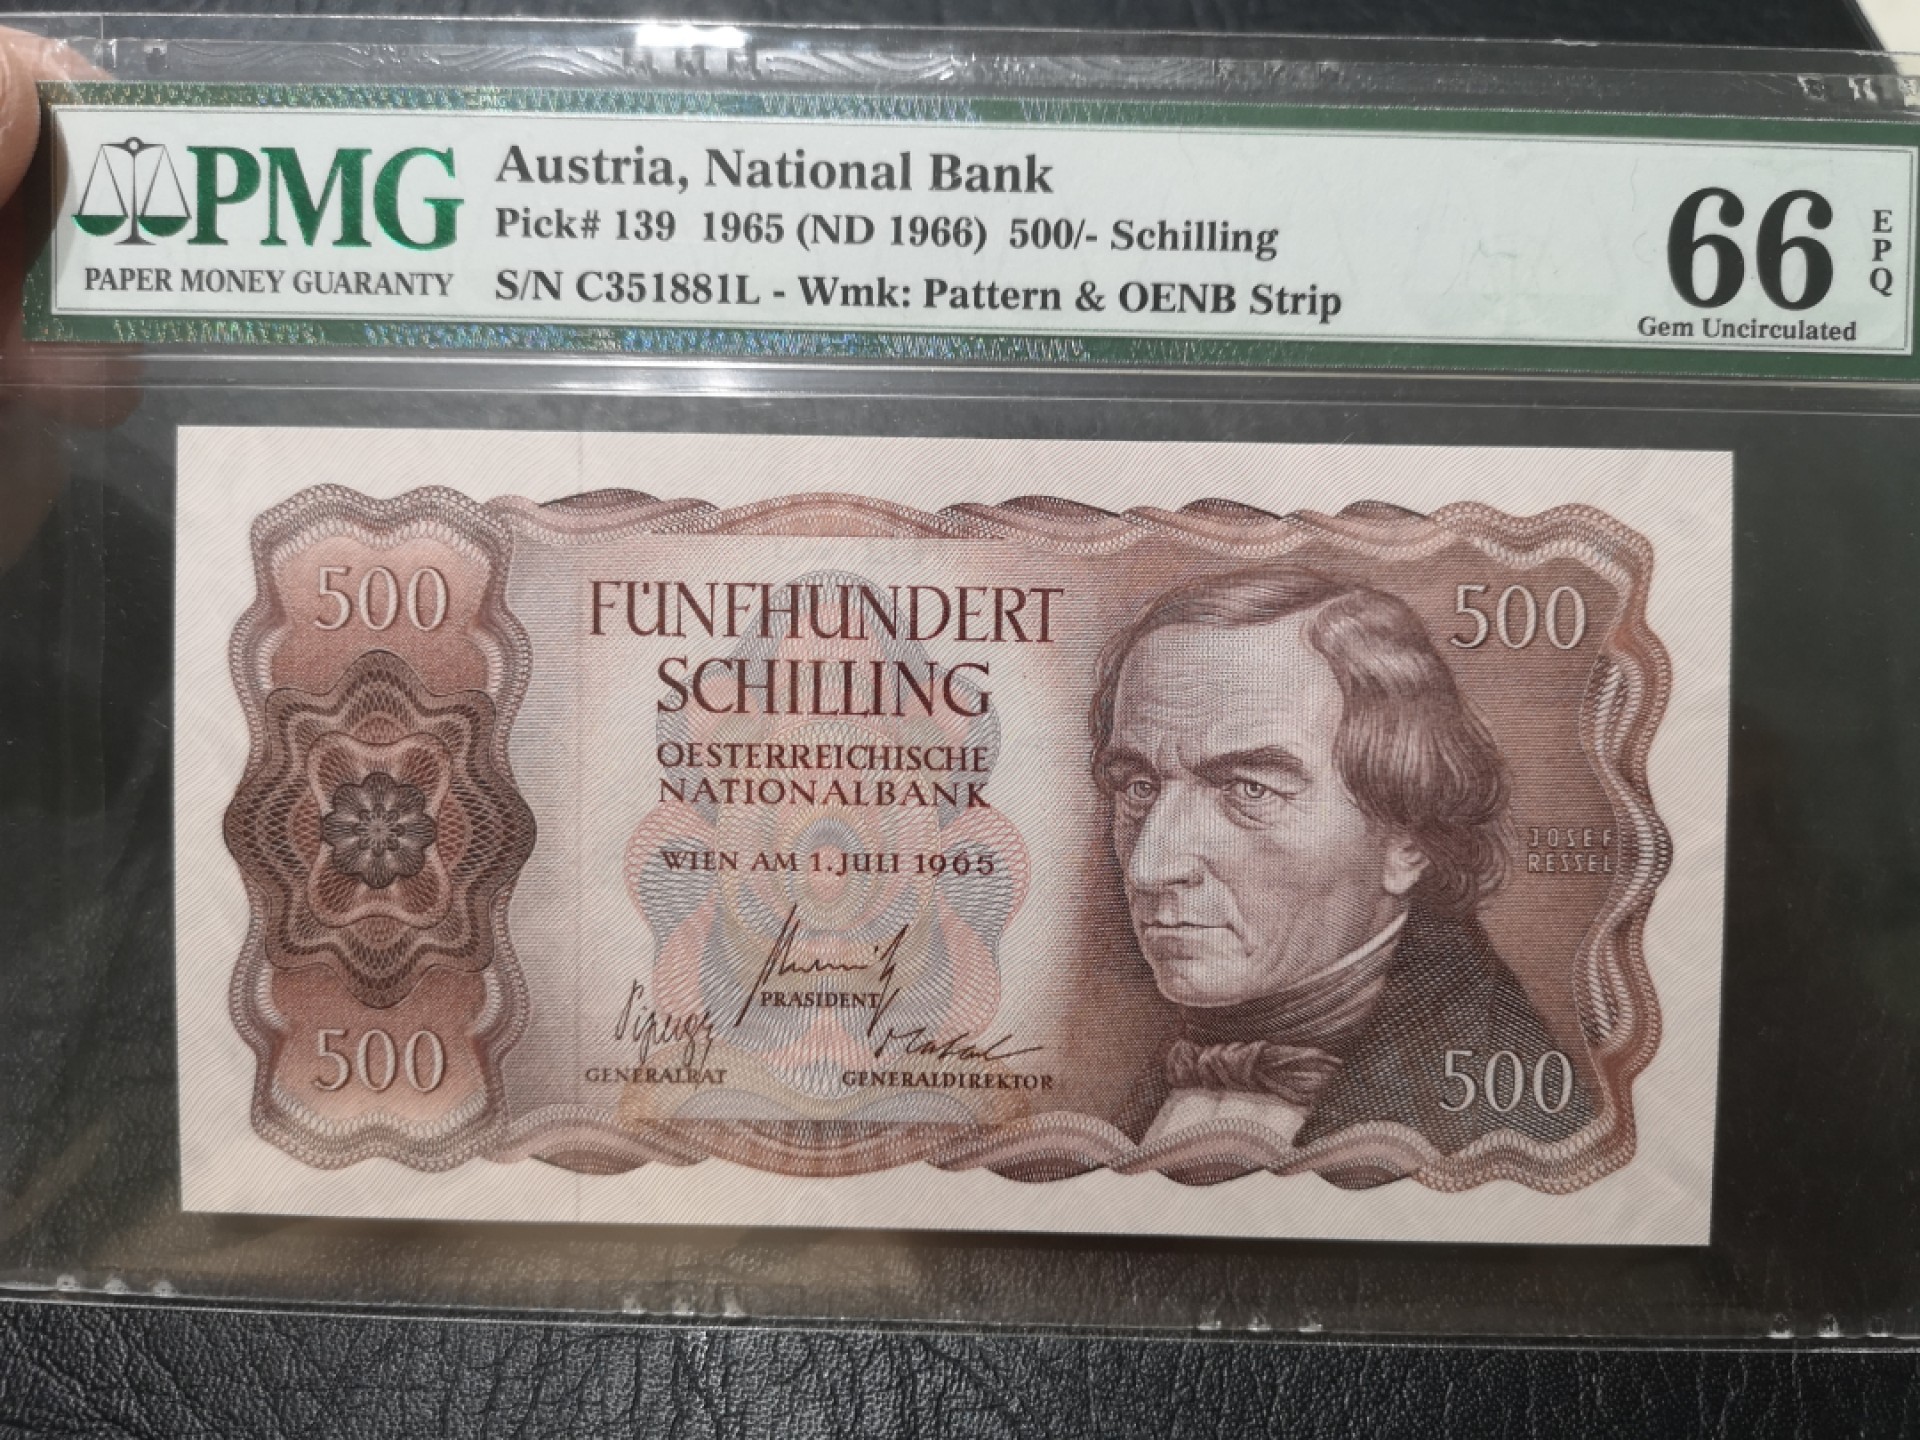 PMG
PAPER MONEY GUARANTY
Austria, National Bank
Pick# 139 1965 (ND 1966) 500/- Schilling
S/N C351881L - Wmk: Pattern & OENB Strip
66
EPQ
Gem Uncirculated
500
FÜNFHUNDERT
SCHILLING
OESTERREICHISCHE
NATIONALBANK
WIEN AM 1. JULI 1965
PRÄSIDENT
GENERALRAT
GENERALDIREKTOR
500
500
JOSEF
RESSEL
500